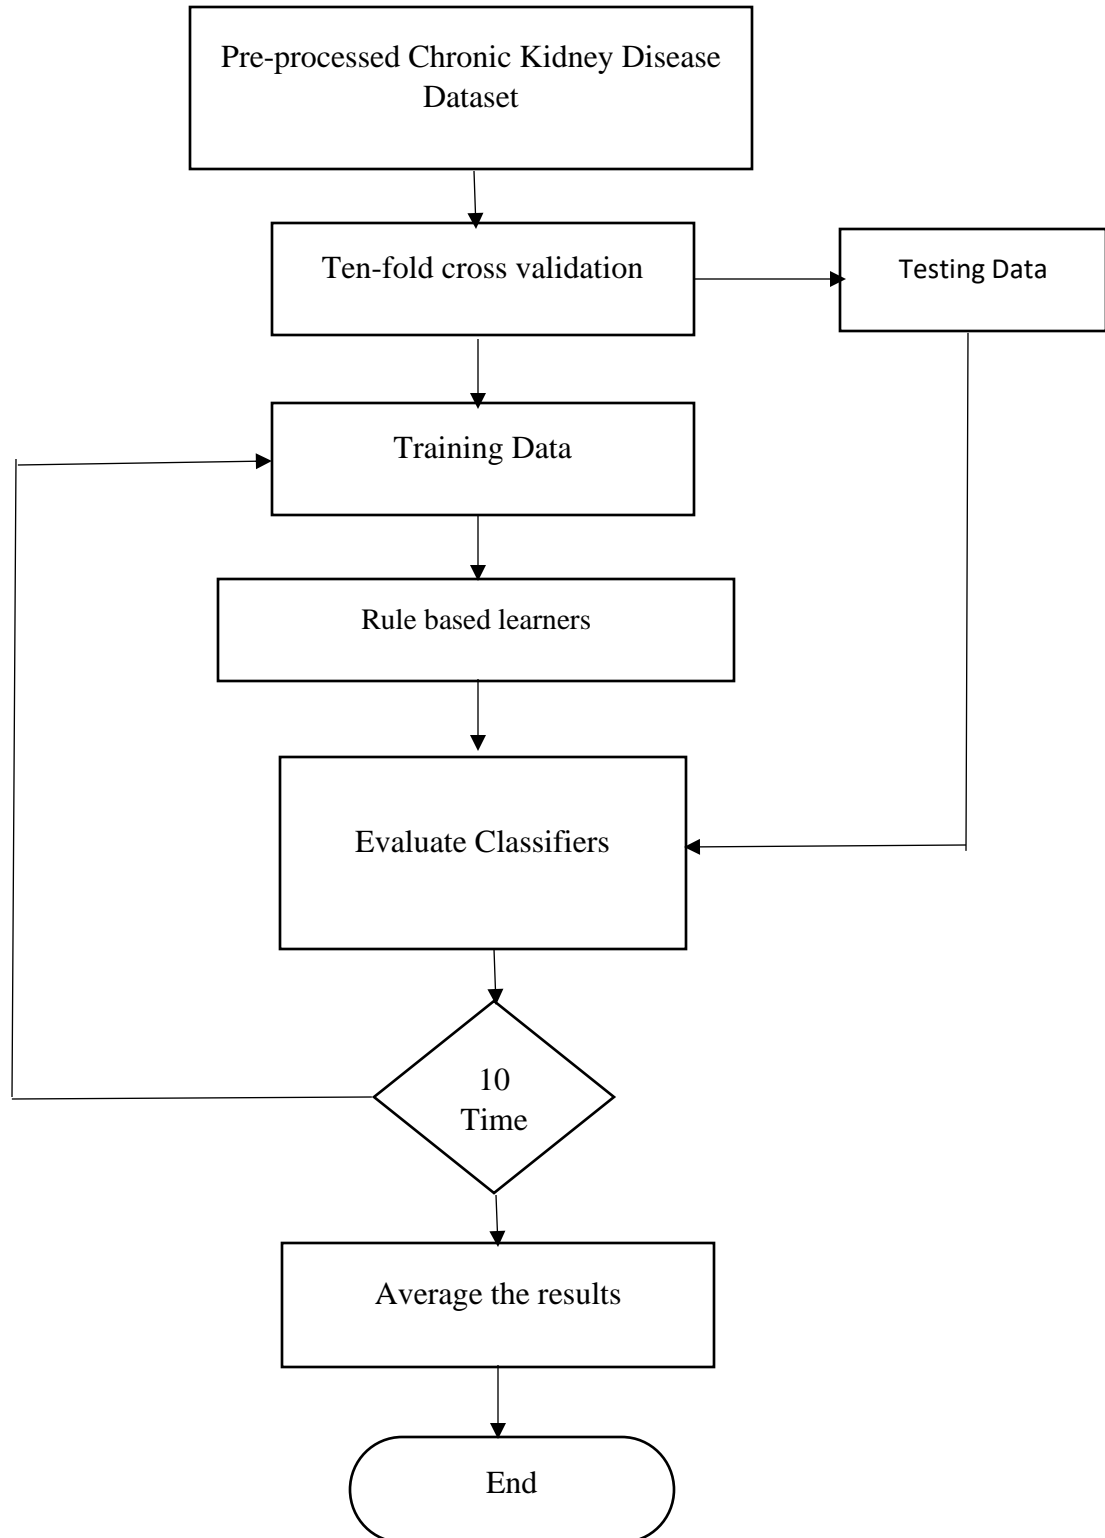 Pre-processed Chronic Kidney Disease
Dataset
Ten-fold cross validation
Testing Data
Training Data
Rule based learners
Evaluate Classifiers
10
Time
Average the results
End